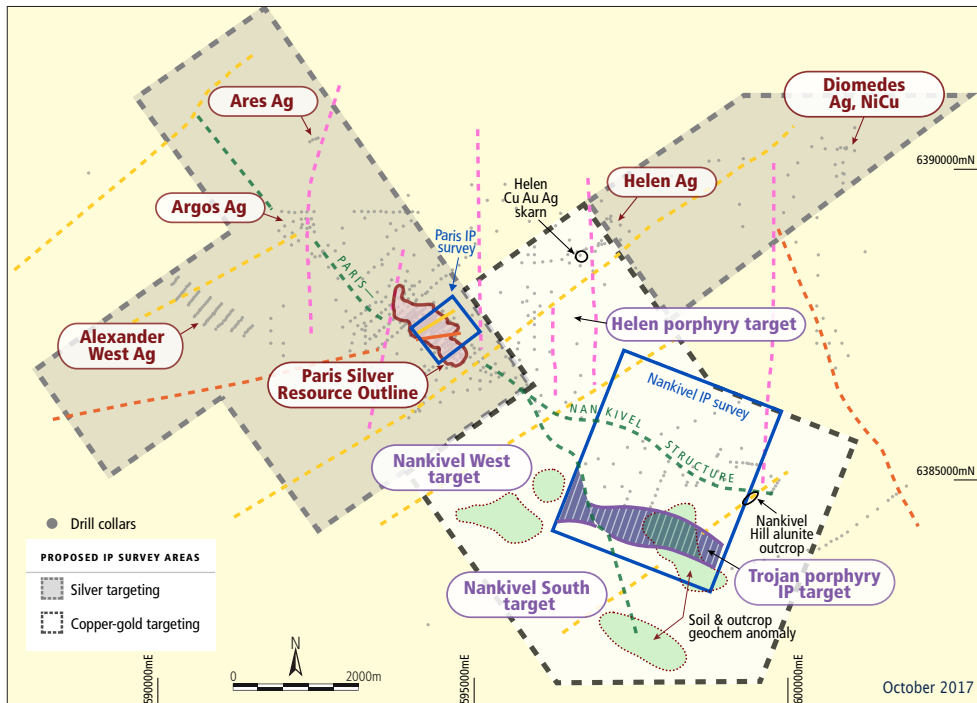 Ares Ag
Diomedes
Ag, NiCu
6390000mN
Helen
Cu Au Ag
skarn
Helen Ag
Argos Ag
Paris IP
survey
PARIS—
Alexander
West Ag
Helen porphyry target
Paris Silver
Resource Outline
Nankivel IP survey
NANKIVEL
STRUCTURE
Nankivel West
target
6385000mN
Drill collars
Nankivel
Hill alunite
outcrop
PROPOSED IP SURVEY AREAS
Silver targeting
Copper-gold targeting
Nankivel South
target
Trojan porphyry
IP target
Soil & outcrop
geochem anomaly
590000mE
N
0
2000m
595000mE
600000mE
October 2017